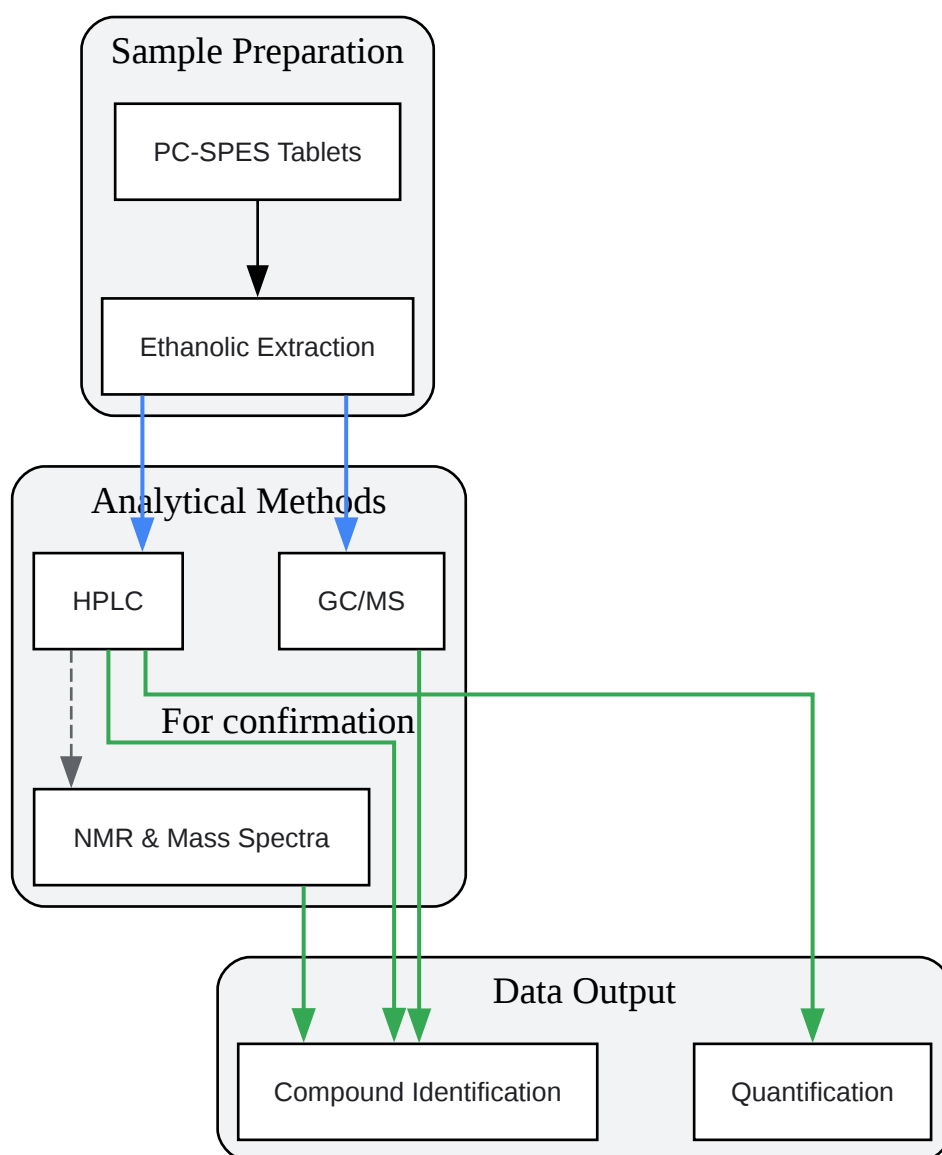 Sample Preparation
PC-SPES Tablets
Ethanolic Extraction
Analytical Methods
HPLC
GC/MS
For confirmation
NMR & Mass Spectra
Data Output
Compound Identification
Quantification